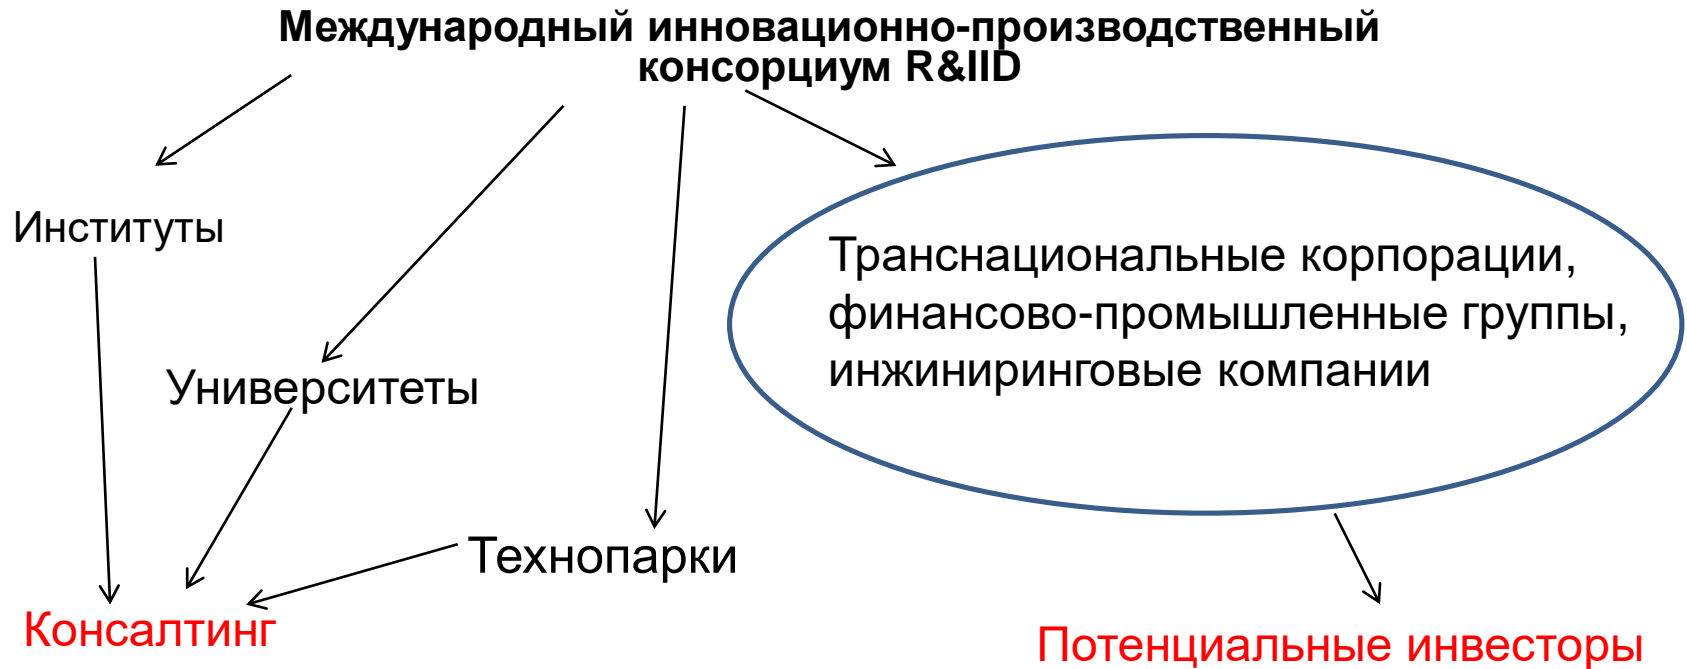 Международный инновационно-производственный
консорциум R&IID
Институты
Транснациональные корпорации,
финансово-промышленные группы,
инжиниринговые компании
Университеты
Технопарки
Консалтинг
Потенциальные инвесторы